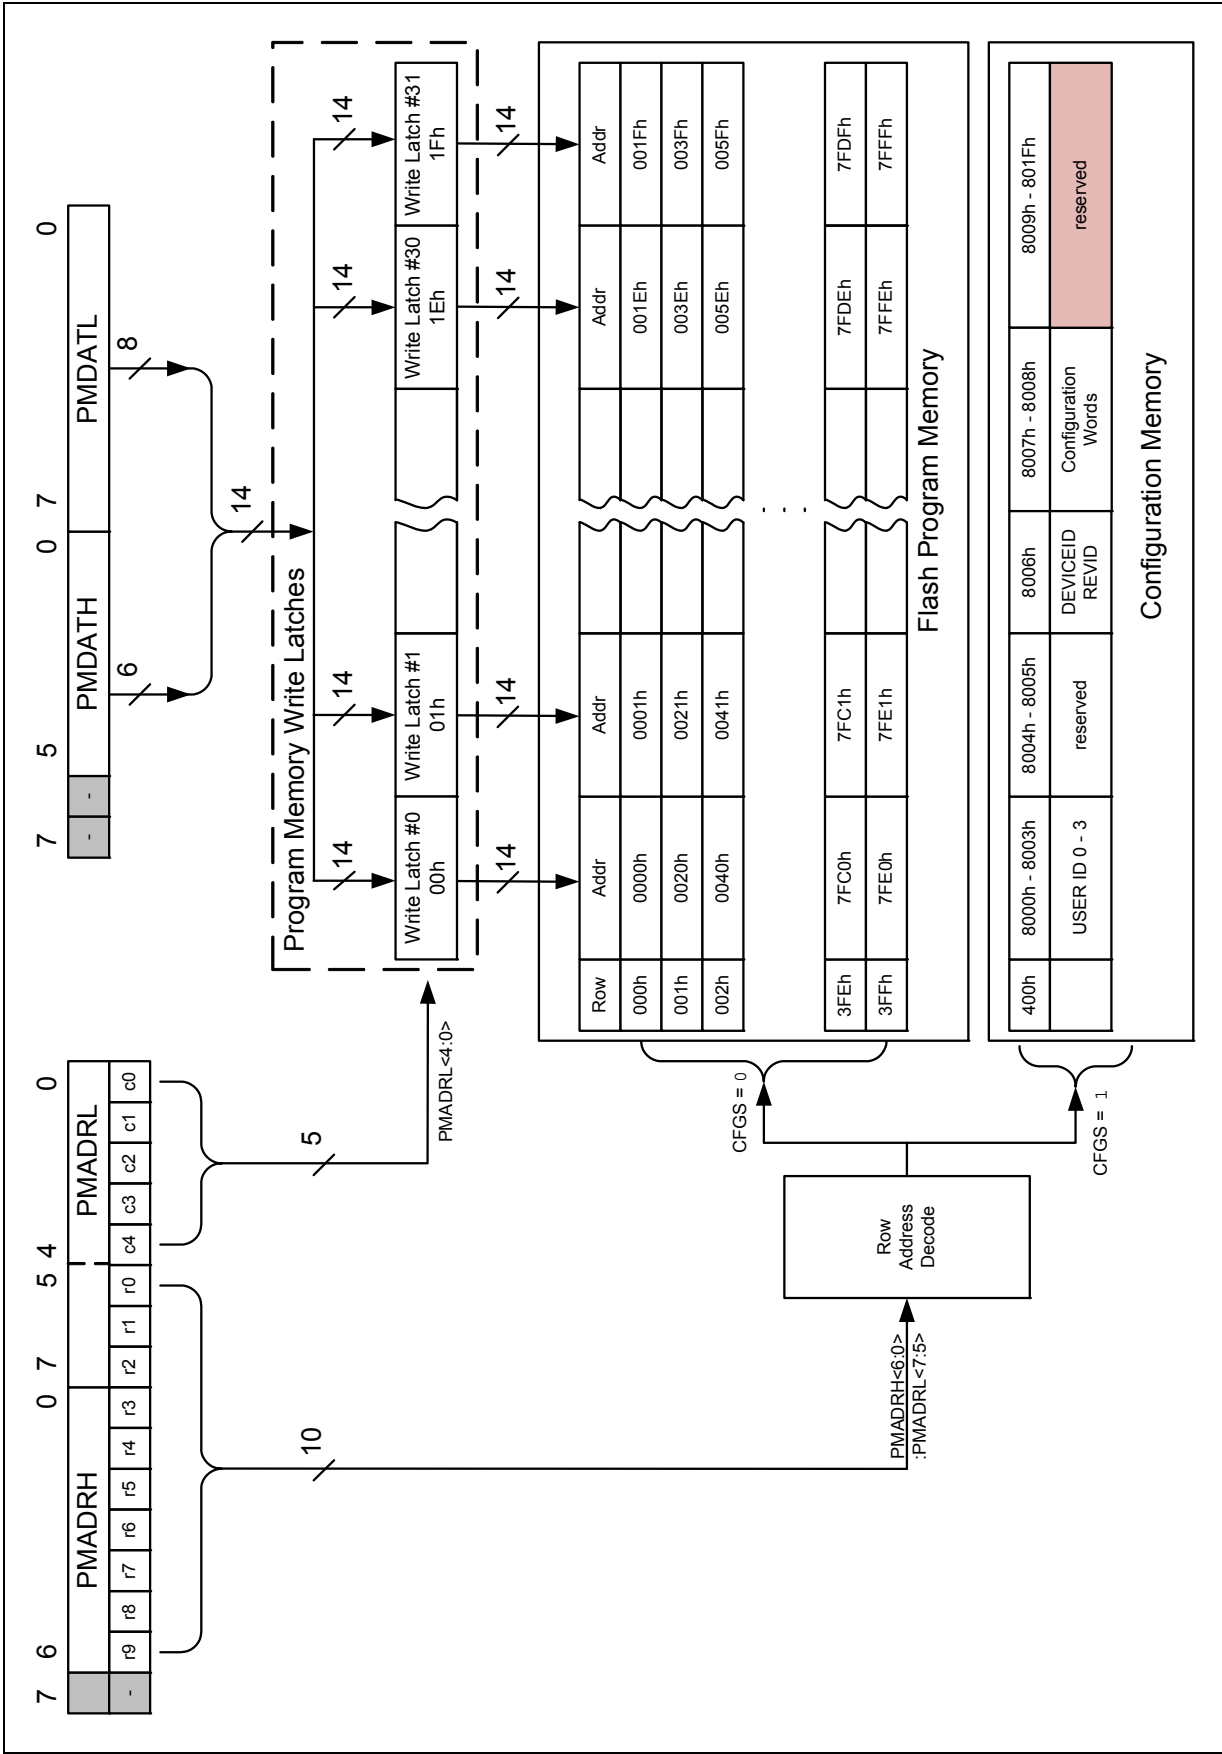 7 6 0 7 5 4 0
PMADRH PMADRL
- r9 r8 r7 r6 r5 r4 r3 r2 r1 r0 c4 c3 c2 c1 c0
7 5 0 7 0
- - PMDATH PMDATL
6 8
14
10
5
PMADRL<4:0>
Program Memory Write Latches
14 14 14 14
Write Latch #0 Write Latch #1 Write Latch #30 Write Latch #31
00h 01h 1Eh 1Fh
14 14 14 14
PMADRH<6:0>
:PMADRL<7:5>
Row
Address
Decode
CFGS = 0
CFGS = 1
Row Addr Addr Addr Addr
000h 0000h 0001h 001Eh 001Fh
001h 0020h 0021h 003Eh 003Fh
002h 0040h 0041h 005Eh 005Fh
. . .
3FEh 7FC0h 7FC1h 7FDEh 7FDFh
3FFh 7FE0h 7FE1h 7FFEh 7FFFh
Flash Program Memory
400h 8000h - 8003h 8004h - 8005h 8006h 8007h - 8008h 8009h - 801Fh
USER ID 0 - 3 reserved DEVICEID Configuration reserved
REVID Words
Configuration Memory